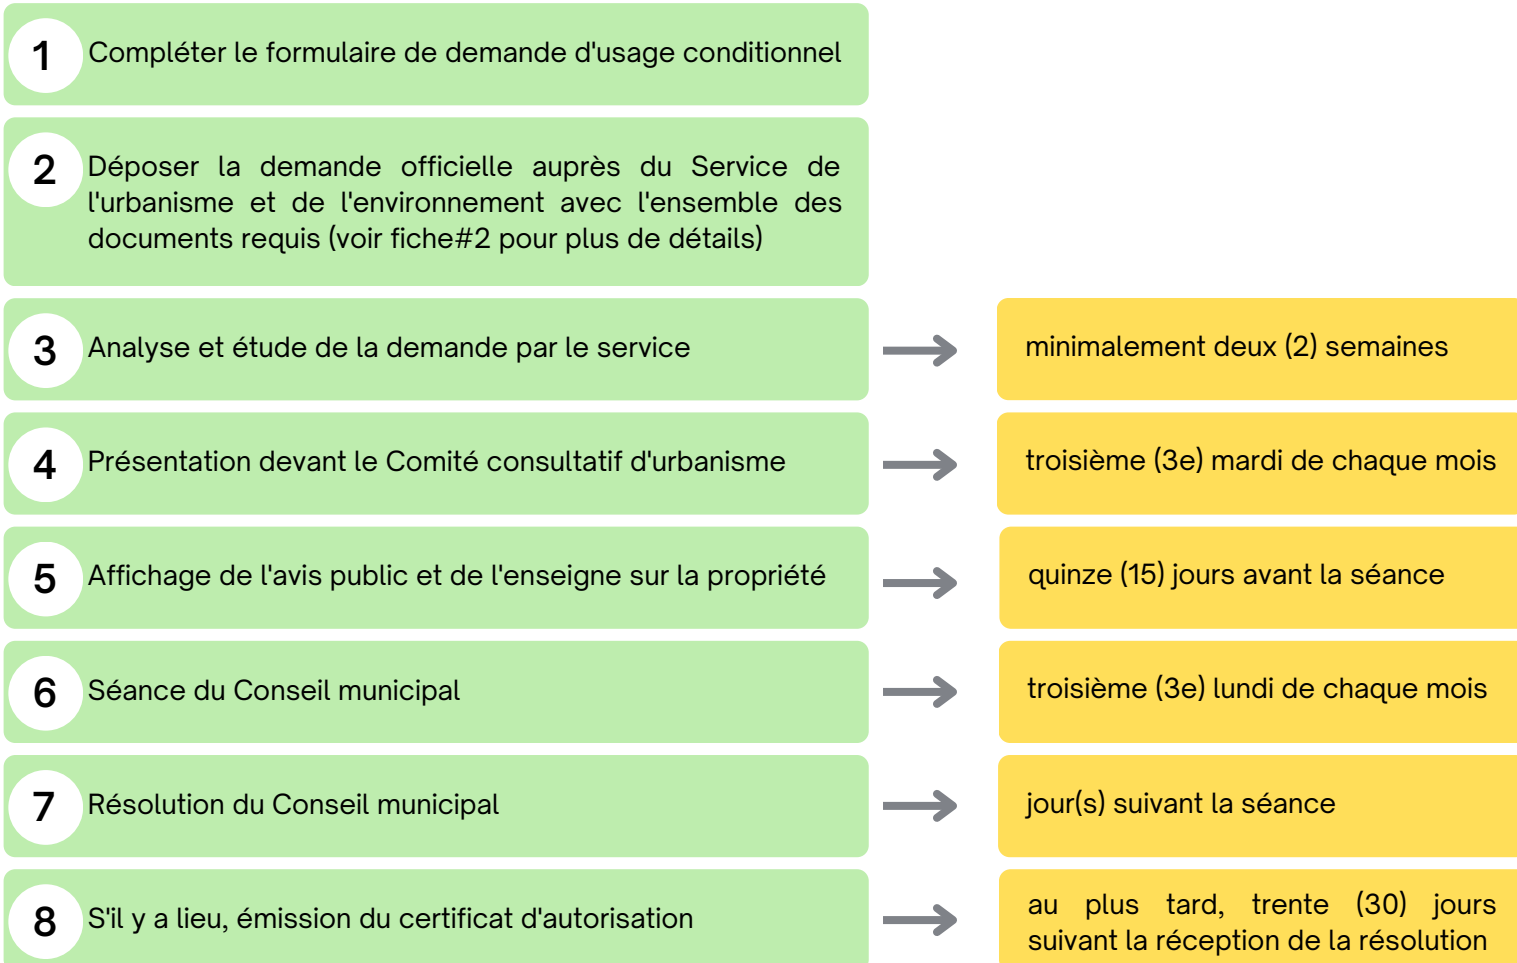 1 Compléter le formulaire de demande d'usage conditionnel
2 Déposer la demande officielle auprès du Service de
l'urbanisme et de l'environnement avec l'ensemble des
documents requis (voir fiche#2 pour plus de détails)
3 Analyse et étude de la demande par le service
minimalement deux (2) semaines
4 Présentation devant le Comité consultatif d'urbanisme
troisième (3e) mardi de chaque mois
5 Affichage de l'avis public et de l'enseigne sur la propriété
quinze (15) jours avant la séance
6 Séance du Conseil municipal
troisième (3e) lundi de chaque mois
7 Résolution du Conseil municipal
jour(s) suivant la séance
8 S'il y a lieu, émission du certificat d'autorisation
au plus tard, trente (30) jours
suivant la réception de la résolution